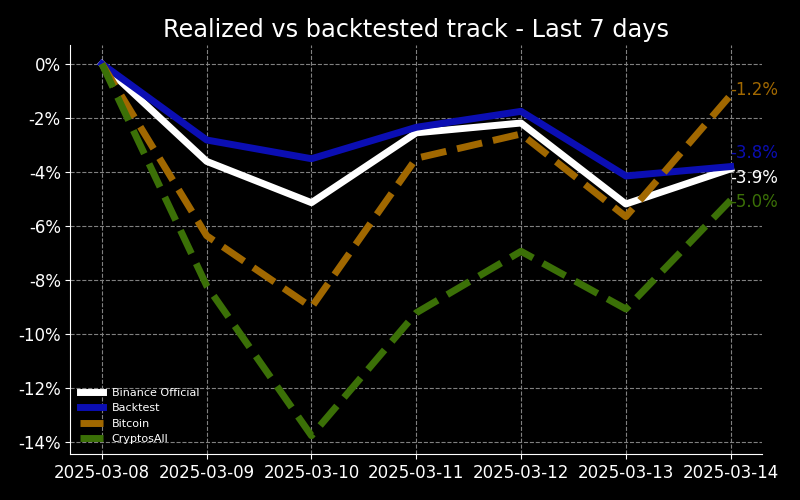 Realized vs backtested track - Last 7 days
0%
-2%
-4%
-6%
-8%
-10%
-12%
-14%
-1.2%
-3.8%
-3.9%
-5.0%
Binance Official
Backtest
Bitcoin
CryptosAll
2025-03-08 2025-03-09 2025-03-10 2025-03-11 2025-03-12 2025-03-13 2025-03-14